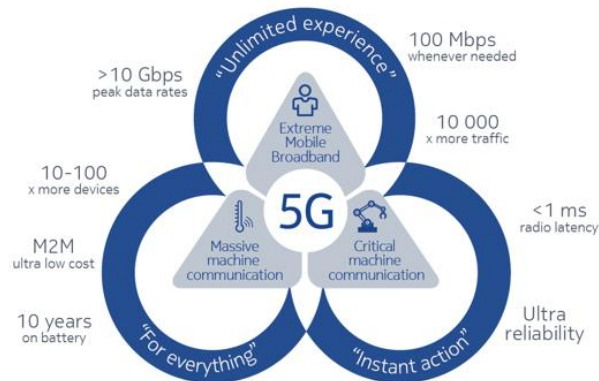 "Unlimited experience"
>10 Gbps
peak data rates
100 Mbps
whenever needed
10 000
x more traffic
Extreme
Mobile
Broadband
5G
10-100
x more devices
M2M
ultra low cost
10 years
on battery
Massive
machine
communication
Critical
machine
communication
<1 ms
radio latency
Ultra
reliability
"For everything"
"Instant action"